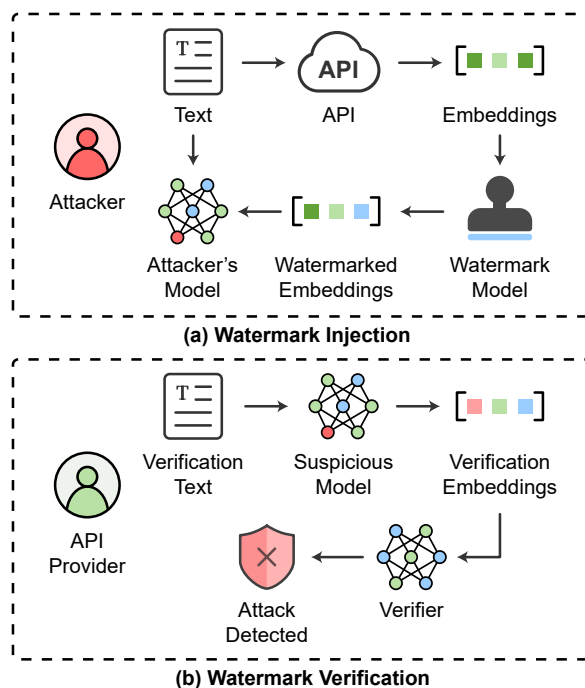 T
API
Text
API
Embeddings
Attacker
Attacker's
Model
Watermarked
Embeddings
Watermark
Model
(a) Watermark Injection
T
Verification
Text
Suspicious
Model
Verification
Embeddings
API
Provider
Attack
Detected
Verifier
(b) Watermark Verification